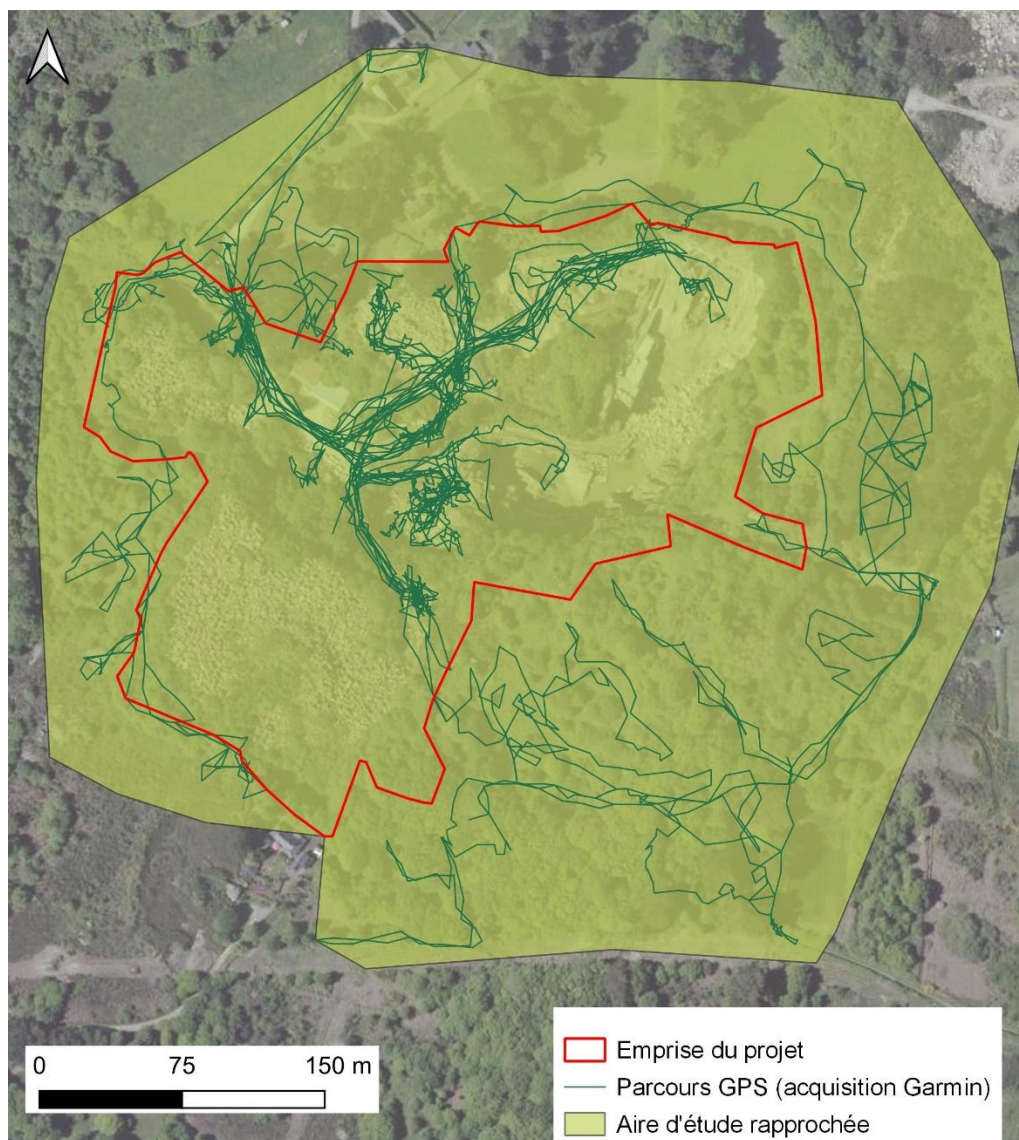 0 75 150 m
Emprise du projet
Parcours GPS (acquisition Garmin)
Aire d'étude rapprochée